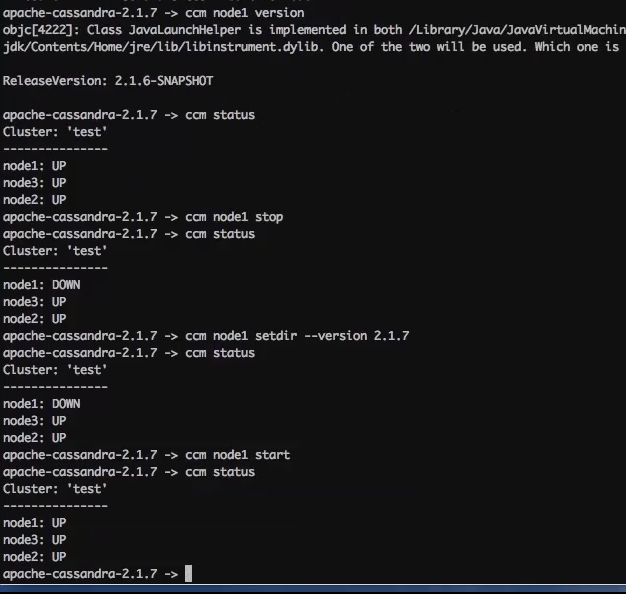 apache-cassandra-2.1.7 -> ccm node1 version
objc[4222]: Class JavaLaunchHelper is implemented in both /Library/Java/JavaVirtualMachin
jdk/Contents/Home/jre/lib/libinstrument.dylib. One of the two will be used. Which one is
ReleaseVersion: 2.1.6-SNAPSHOT
apache-cassandra-2.1.7 -> ccm status
Cluster: 'test'
---------------
node1: UP
node3: UP
node2: UP
apache-cassandra-2.1.7 -> ccm node1 stop
apache-cassandra-2.1.7 -> ccm status
Cluster: 'test'
---------------
node1: DOWN
node3: UP
node2: UP
apache-cassandra-2.1.7 -> ccm node1 setdir --version 2.1.7
apache-cassandra-2.1.7 -> ccm status
Cluster: 'test'
---------------
node1: DOWN
node3: UP
node2: UP
apache-cassandra-2.1.7 -> ccm node1 start
apache-cassandra-2.1.7 -> ccm status
Cluster: 'test'
---------------
node1: UP
node3: UP
node2: UP
apache-cassandra-2.1.7 ->